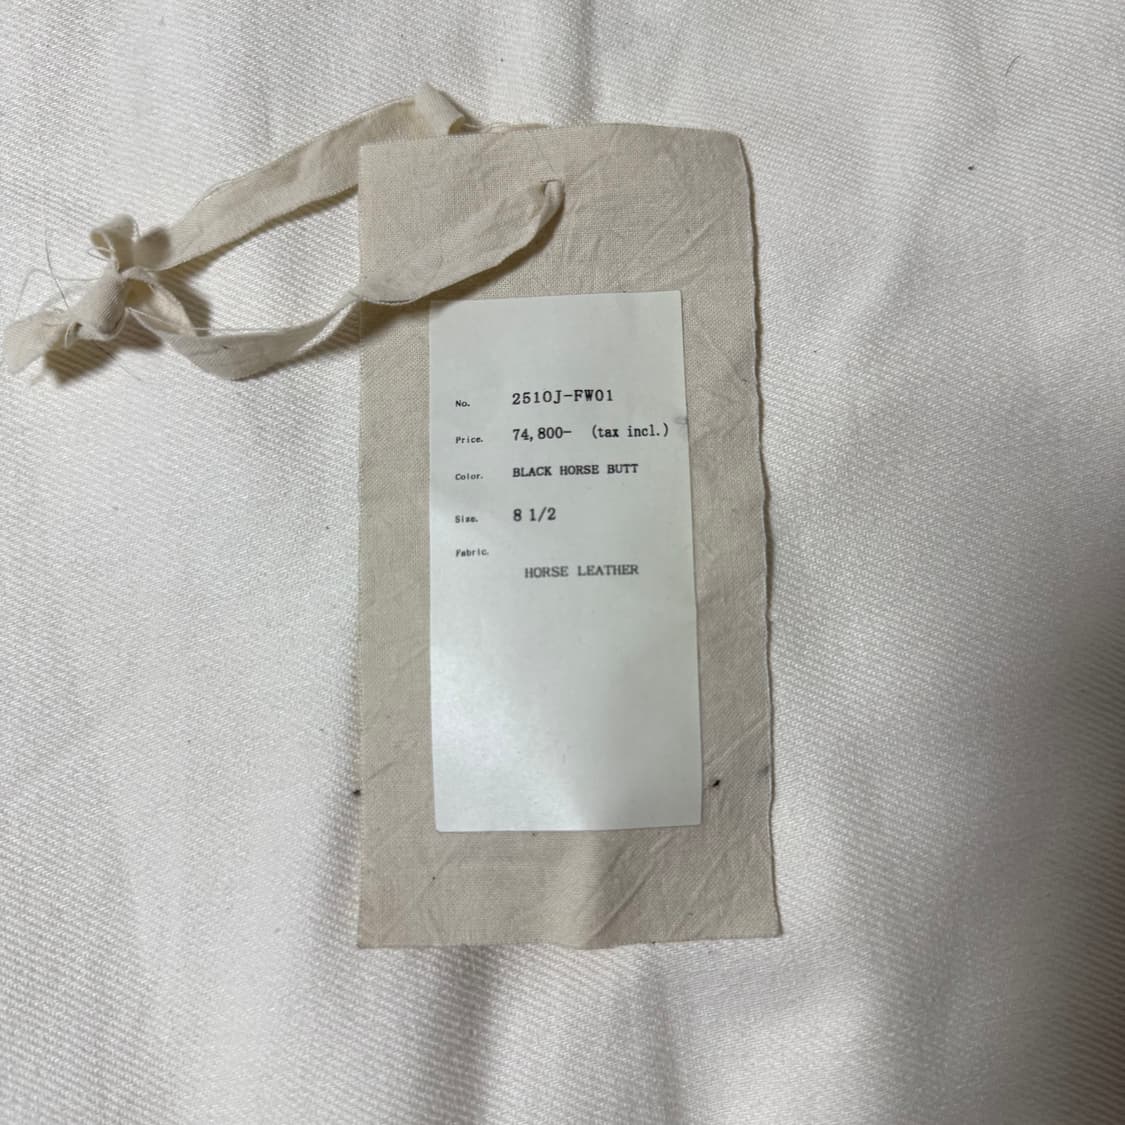 No. 2510J-FW01
Price. 74,800- (tax incl.)
Color. BLACK HORSE BUTT
Size. 8 1/2
Fabric.
HORSE LEATHER